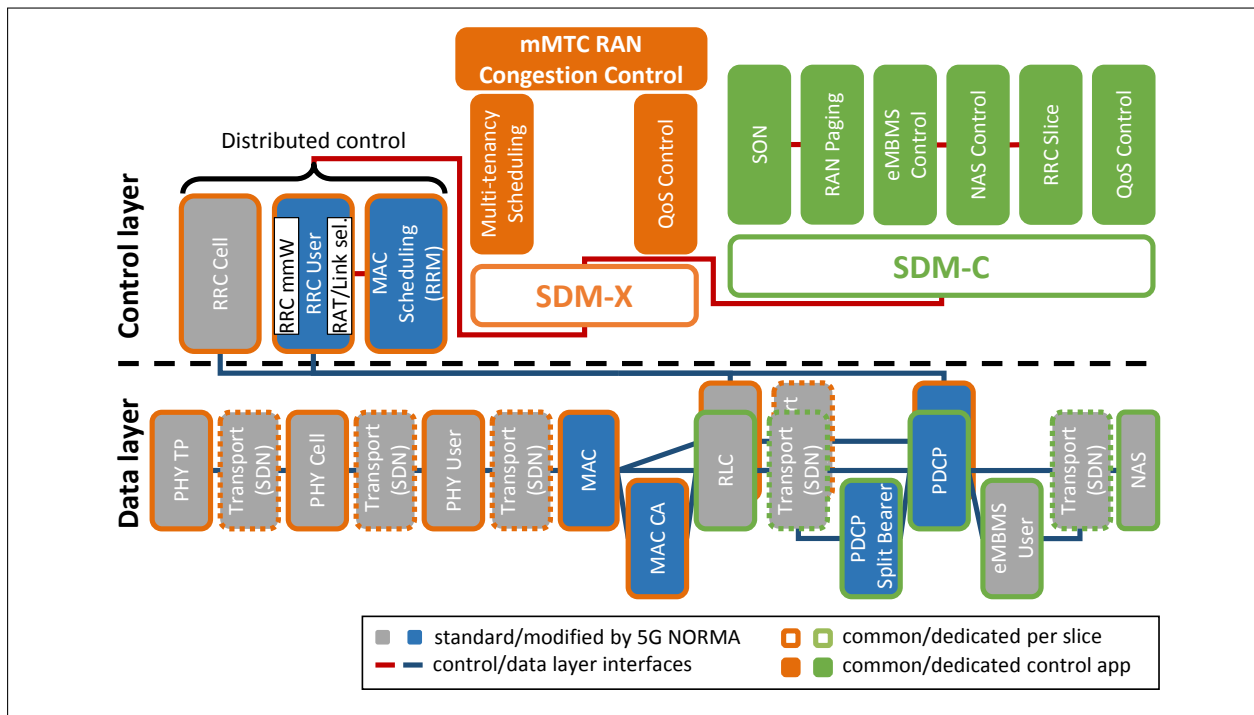 mMTC RAN
Congestion Control
Multi-tenancy
Scheduling
QoS Control
SON
RAN Paging
eMBMS
Control
NAS Control
RRC Slice
QoS Control
Distributed control
Control layer
RRC Cell
RRC mmW
RRC User
RAT/Link sel.
MAC
Scheduling
(RRM)
SDM-X
SDM-C
Data layer
PHY TP
Transport
(SDN)
PHY Cell
Transport
(SDN)
PHY User
Transport
(SDN)
MAC
MAC CA
RLC
rt
Transport
(SDN)
PDCP
Split Bearer
PDCP
eMBMS
User
Transport
(SDN)
NAS
standard/modified by 5G NORMA
control/data layer interfaces
common/dedicated per slice
common/dedicated control app